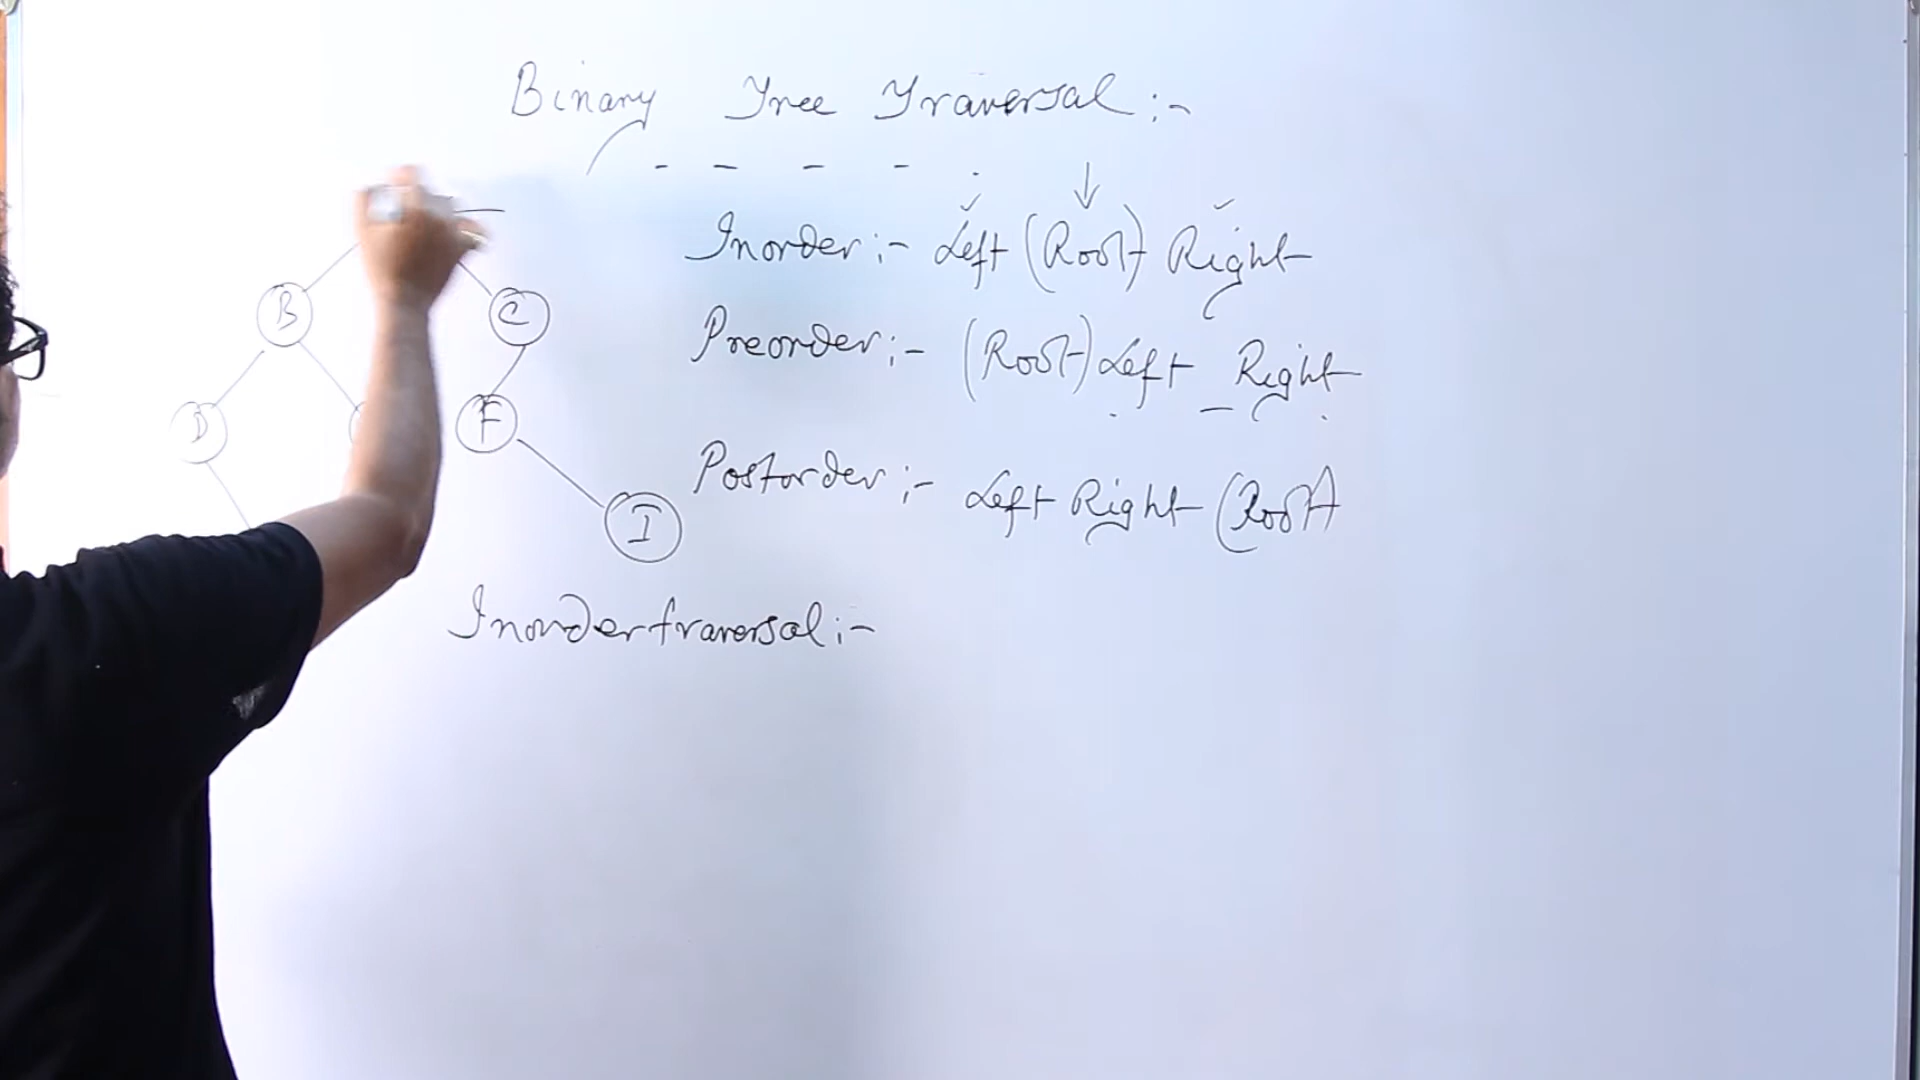 Binary Tree Traversal :-
Inorder :- Left (Root) Right
Preorder :- (Root) Left Right
Postorder :- Left Right (Root)
B
C
D
F
I
Inorder traversal :-